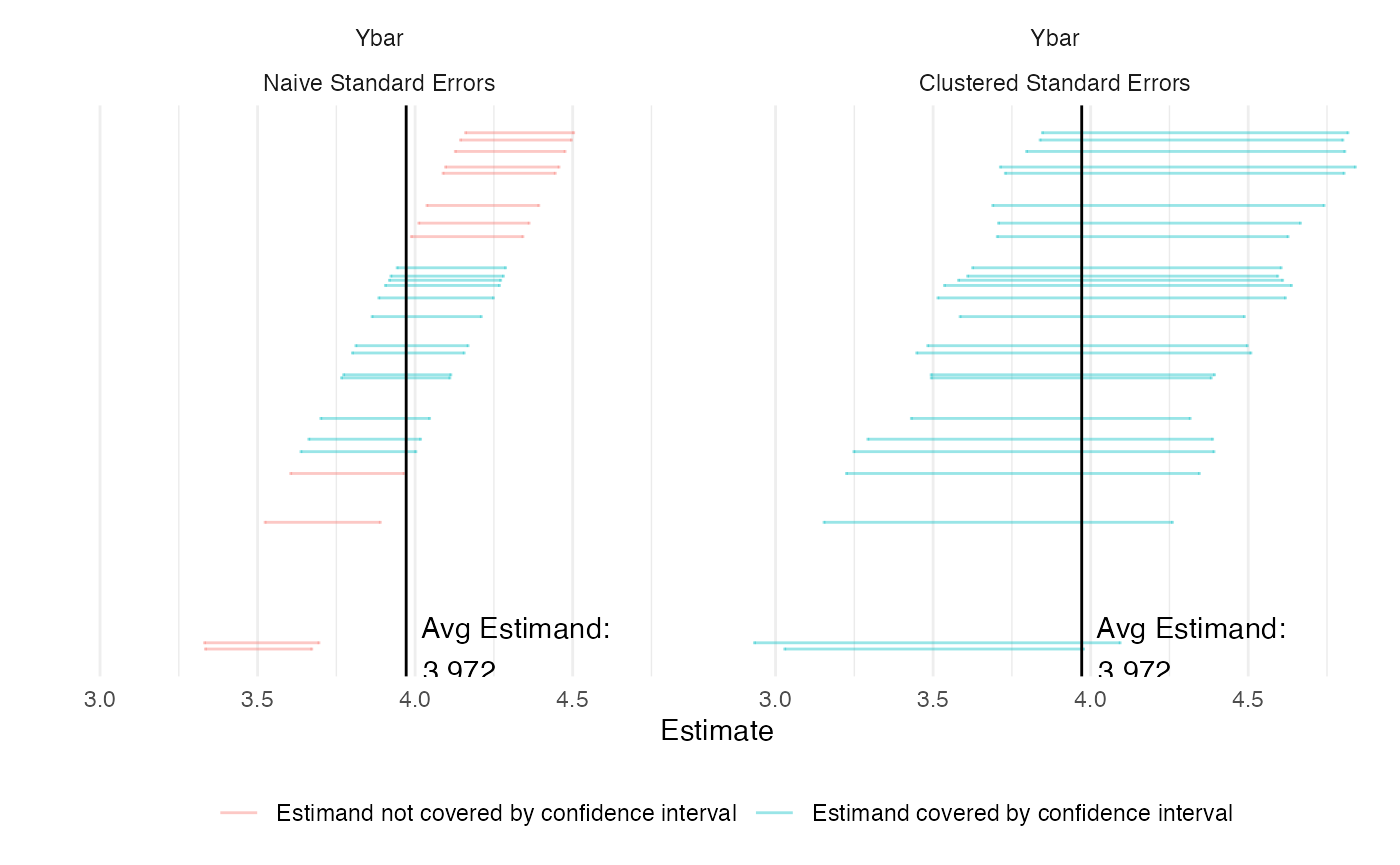 Ybar
Naive Standard Errors
Ybar
Clustered Standard Errors
Avg Estimand:
3.972
Avg Estimand:
3.972
3.0 3.5 4.0 4.5
3.0 3.5 4.0 4.5
Estimate
Estimand not covered by confidence interval
Estimand covered by confidence interval